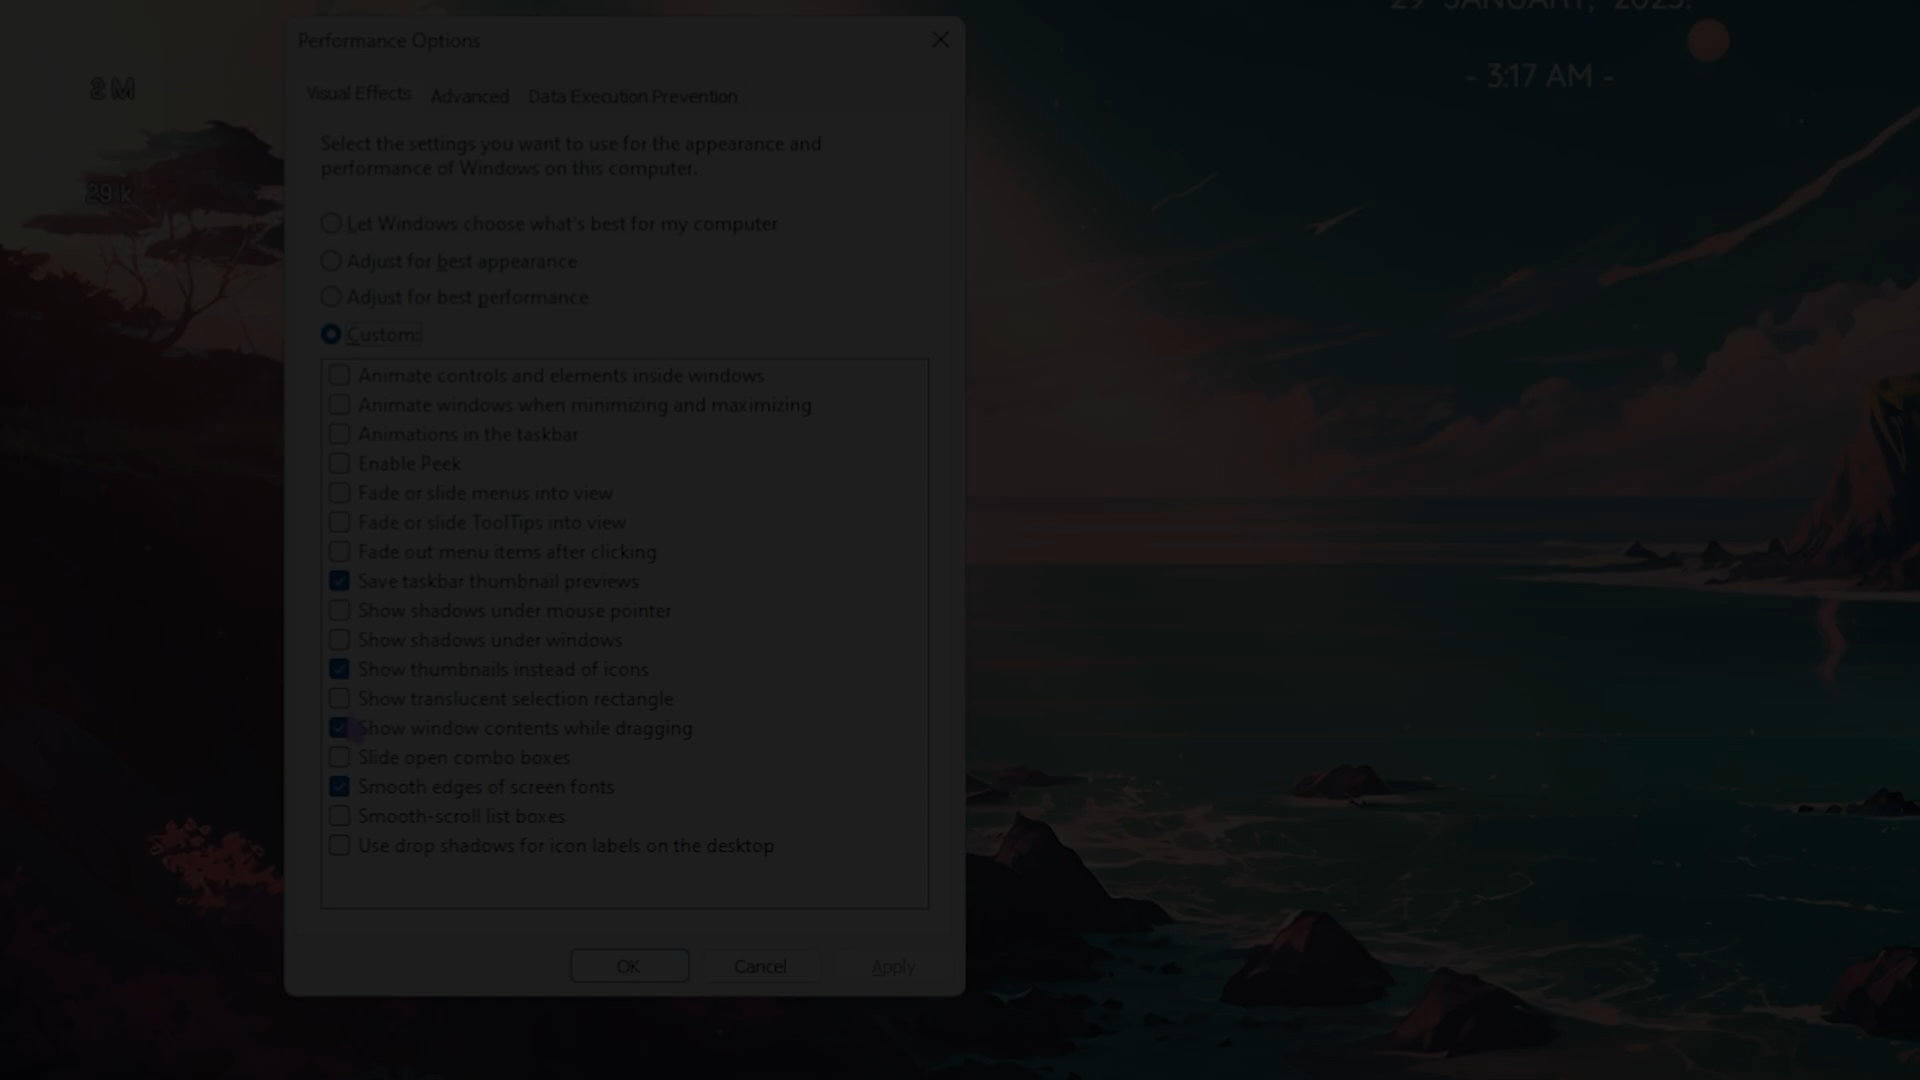 29 JANUARY, 2025.
- 3:17 AM -
2 M
29 k
Performance Options
Visual Effects Advanced Data Execution Prevention
Select the settings you want to use for the appearance and
performance of Windows on this computer.
Let Windows choose what's best for my computer
Adjust for best appearance
Adjust for best performance
Custom:
Animate controls and elements inside windows
Animate windows when minimizing and maximizing
Animations in the taskbar
Enable Peek
Fade or slide menus into view
Fade or slide ToolTips into view
Fade out menu items after clicking
Save taskbar thumbnail previews
Show shadows under mouse pointer
Show shadows under windows
Show thumbnails instead of icons
Show translucent selection rectangle
Show window contents while dragging
Slide open combo boxes
Smooth edges of screen fonts
Smooth-scroll list boxes
Use drop shadows for icon labels on the desktop
OK Cancel Apply